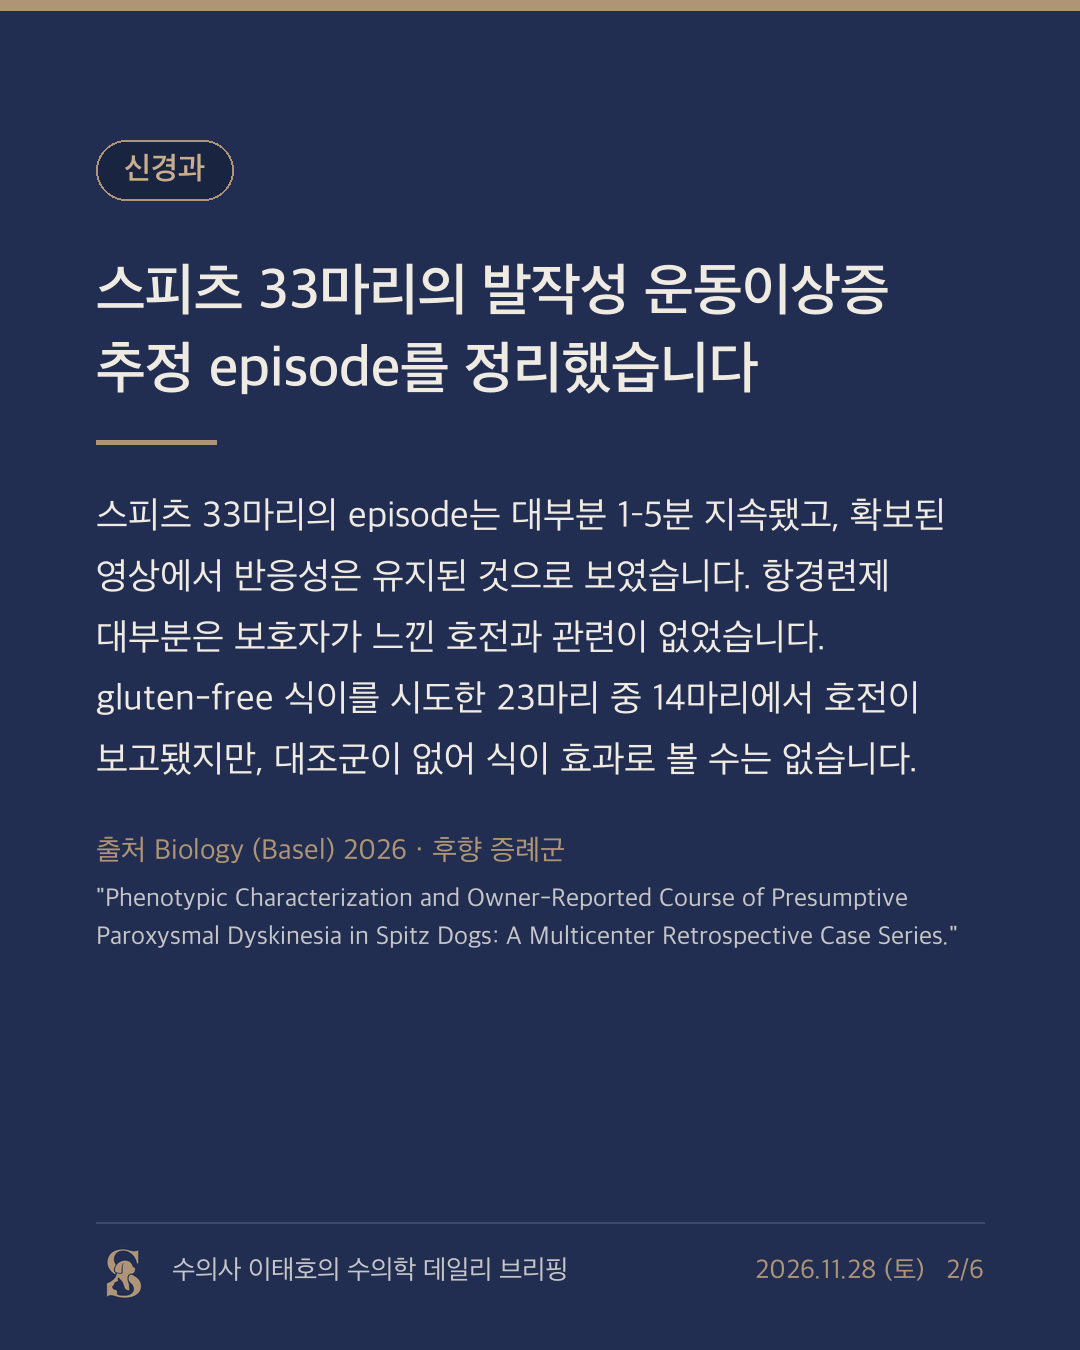 신경과
스피츠 33마리의 발작성 운동이상증
추정 episode를 정리했습니다
스피츠 33마리의 episode는 대부분 1-5분 지속됐고, 확보된
영상에서 반응성은 유지된 것으로 보였습니다. 항경련제
대부분은 보호자가 느낀 호전과 관련이 없었습니다.
gluten-free 식이를 시도한 23마리 중 14마리에서 호전이
보고됐지만, 대조군이 없어 식이 효과로 볼 수는 없습니다.
출처 Biology (Basel) 2026 · 후향 증례군
"Phenotypic Characterization and Owner-Reported Course of Presumptive
Paroxysmal Dyskinesia in Spitz Dogs: A Multicenter Retrospective Case Series."
수의사 이태호의 수의학 데일리 브리핑
2026.11.28 (토) 2/6